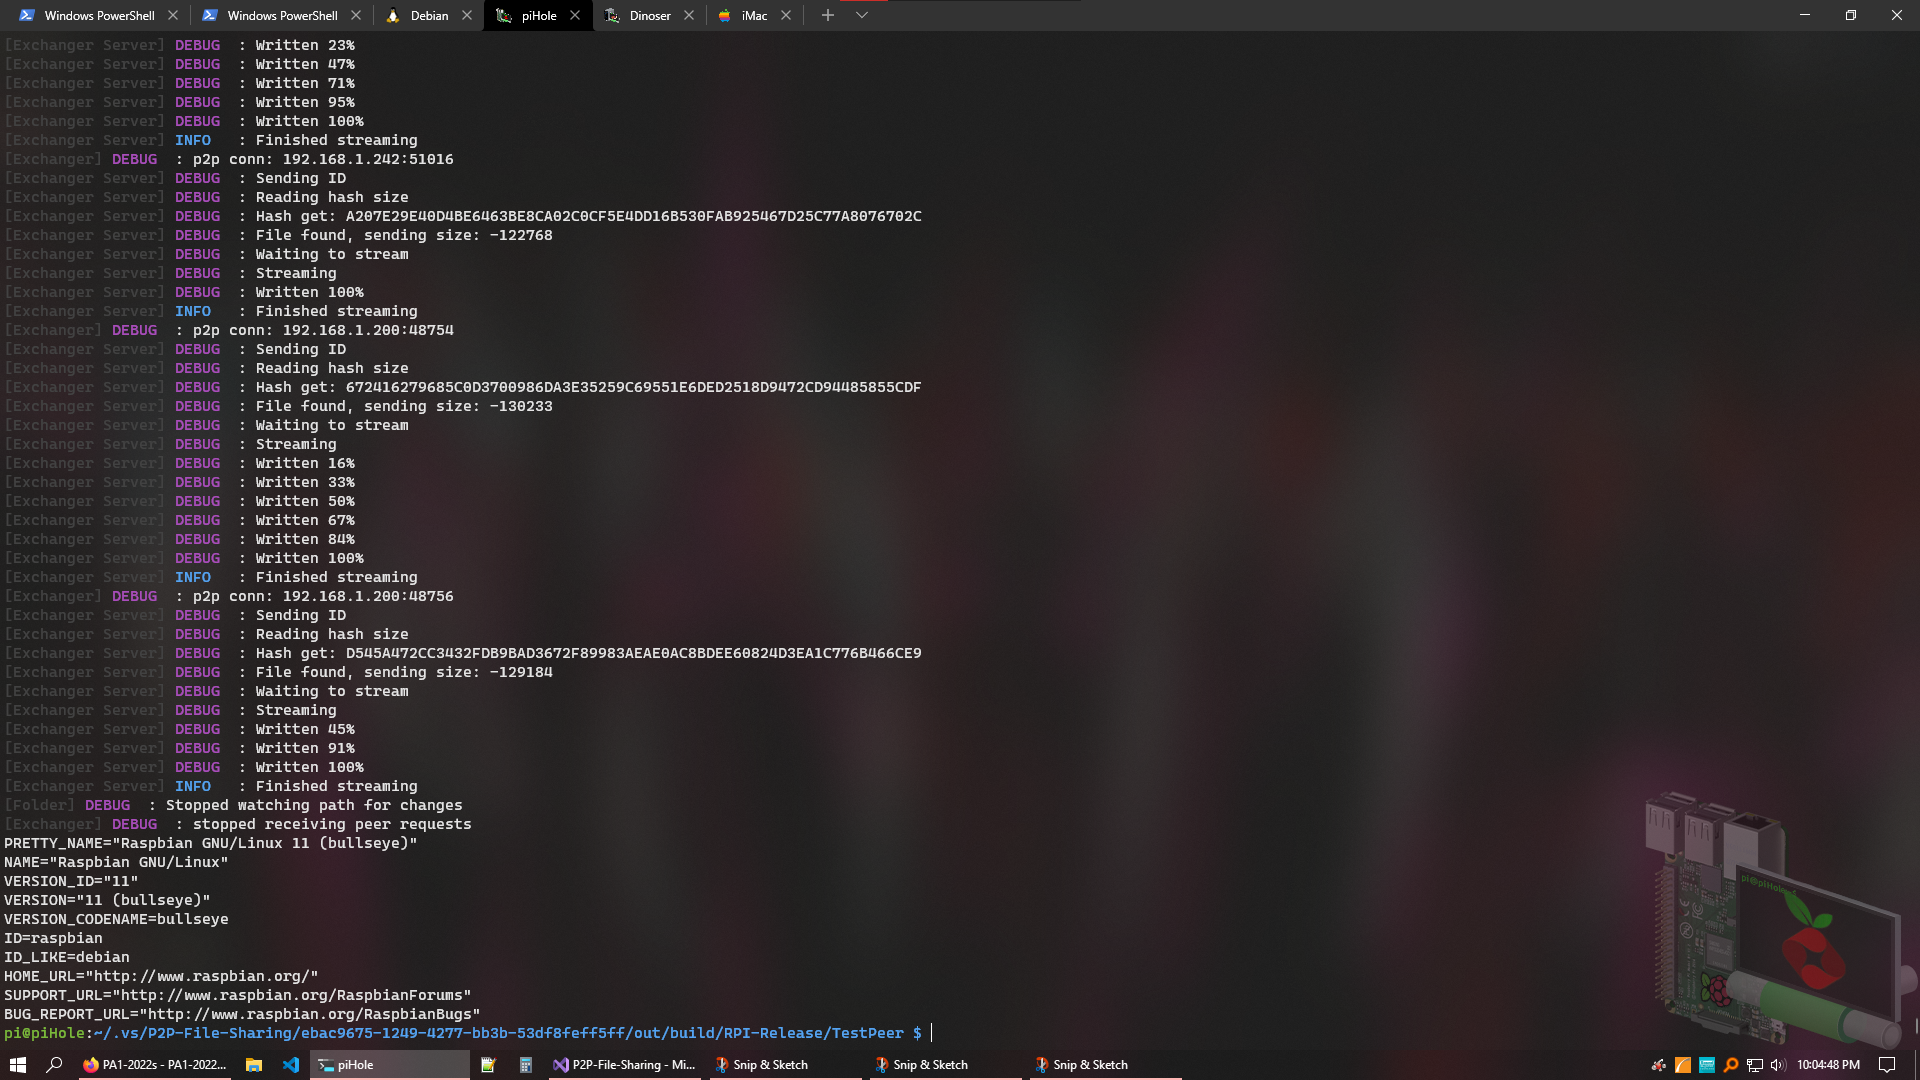 Windows PowerShell
Windows PowerShell
Debian
piHole
Dinoser
iMac
[Exchanger Server] DEBUG  : Written 23%
[Exchanger Server] DEBUG  : Written 47%
[Exchanger Server] DEBUG  : Written 71%
[Exchanger Server] DEBUG  : Written 95%
[Exchanger Server] DEBUG  : Written 100%
[Exchanger Server] INFO   : Finished streaming
[Exchanger] DEBUG  : p2p conn: 192.168.1.242:51016
[Exchanger Server] DEBUG  : Sending ID
[Exchanger Server] DEBUG  : Reading hash size
[Exchanger Server] DEBUG  : Hash get: A207E29E40D4BE6463BE8CA02C0CF5E4DD16B530FAB925467D25C77A8076702C
[Exchanger Server] DEBUG  : File found, sending size: -122768
[Exchanger Server] DEBUG  : Waiting to stream
[Exchanger Server] DEBUG  : Streaming
[Exchanger Server] DEBUG  : Written 100%
[Exchanger Server] INFO   : Finished streaming
[Exchanger] DEBUG  : p2p conn: 192.168.1.200:48754
[Exchanger Server] DEBUG  : Sending ID
[Exchanger Server] DEBUG  : Reading hash size
[Exchanger Server] DEBUG  : Hash get: 672416279685C0D3700986DA3E35259C69551E6DED2518D9472CD94485855CDF
[Exchanger Server] DEBUG  : File found, sending size: -130233
[Exchanger Server] DEBUG  : Waiting to stream
[Exchanger Server] DEBUG  : Streaming
[Exchanger Server] DEBUG  : Written 16%
[Exchanger Server] DEBUG  : Written 33%
[Exchanger Server] DEBUG  : Written 50%
[Exchanger Server] DEBUG  : Written 67%
[Exchanger Server] DEBUG  : Written 84%
[Exchanger Server] DEBUG  : Written 100%
[Exchanger Server] INFO   : Finished streaming
[Exchanger] DEBUG  : p2p conn: 192.168.1.200:48756
[Exchanger Server] DEBUG  : Sending ID
[Exchanger Server] DEBUG  : Reading hash size
[Exchanger Server] DEBUG  : Hash get: D545A472CC3432FDB9BAD3672F89983AEAE0AC8BDEE60824D3EA1C776B466CE9
[Exchanger Server] DEBUG  : File found, sending size: -129184
[Exchanger Server] DEBUG  : Waiting to stream
[Exchanger Server] DEBUG  : Streaming
[Exchanger Server] DEBUG  : Written 45%
[Exchanger Server] DEBUG  : Written 91%
[Exchanger Server] DEBUG  : Written 100%
[Exchanger Server] INFO   : Finished streaming
[Folder] DEBUG  : Stopped watching path for changes
[Exchanger] DEBUG  : stopped receiving peer requests
PRETTY_NAME="Raspbian GNU/Linux 11 (bullseye)"
NAME="Raspbian GNU/Linux"
VERSION_ID="11"
VERSION="11 (bullseye)"
VERSION_CODENAME=bullseye
ID=raspbian
ID_LIKE=debian
HOME_URL="http://www.raspbian.org/"
SUPPORT_URL="http://www.raspbian.org/RaspbianForums"
BUG_REPORT_URL="http://www.raspbian.org/RaspbianBugs"
pi@piHole:~/.vs/P2P-File-Sharing/ebac9675-1249-4277-bb3b-53df8feff5ff/out/build/RPI-Release/TestPeer $
pi@piHole
PA1-2022s - PA1-2022...
piHole
P2P-File-Sharing - Mi...
Snip & Sketch
Snip & Sketch
Snip & Sketch
10:04:48 PM